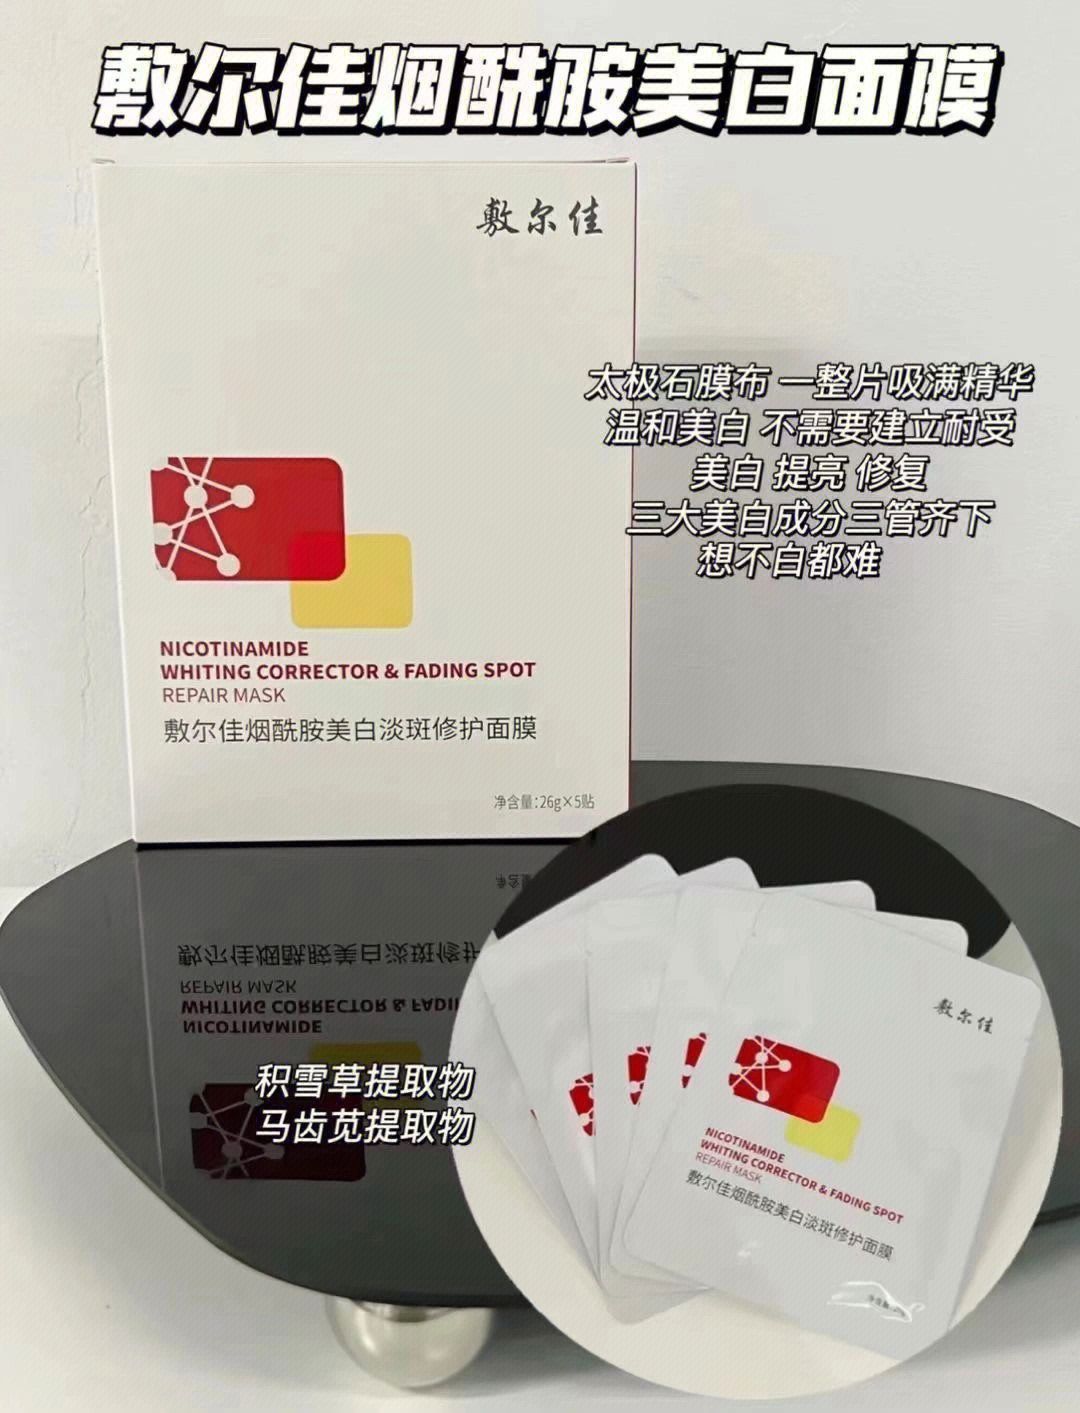 敷尔佳烟酰胺美白面膜
敷尔佳
太极石膜布 一整片吸满精华
温和美白 不需要建立耐受
美白 提亮 修复
三大美白成分三管齐下
想不白都难
NICOTINAMIDE
WHITING CORRECTOR & FADING SPOT
REPAIR MASK
敷尔佳烟酰胺美白淡斑修护面膜
净含量:26g×5贴
积雪草提取物
马齿苋提取物
敷尔佳
NICOTINAMIDE
WHITING CORRECTOR & FADING SPOT
REPAIR MASK
敷尔佳烟酰胺美白淡斑修护面膜